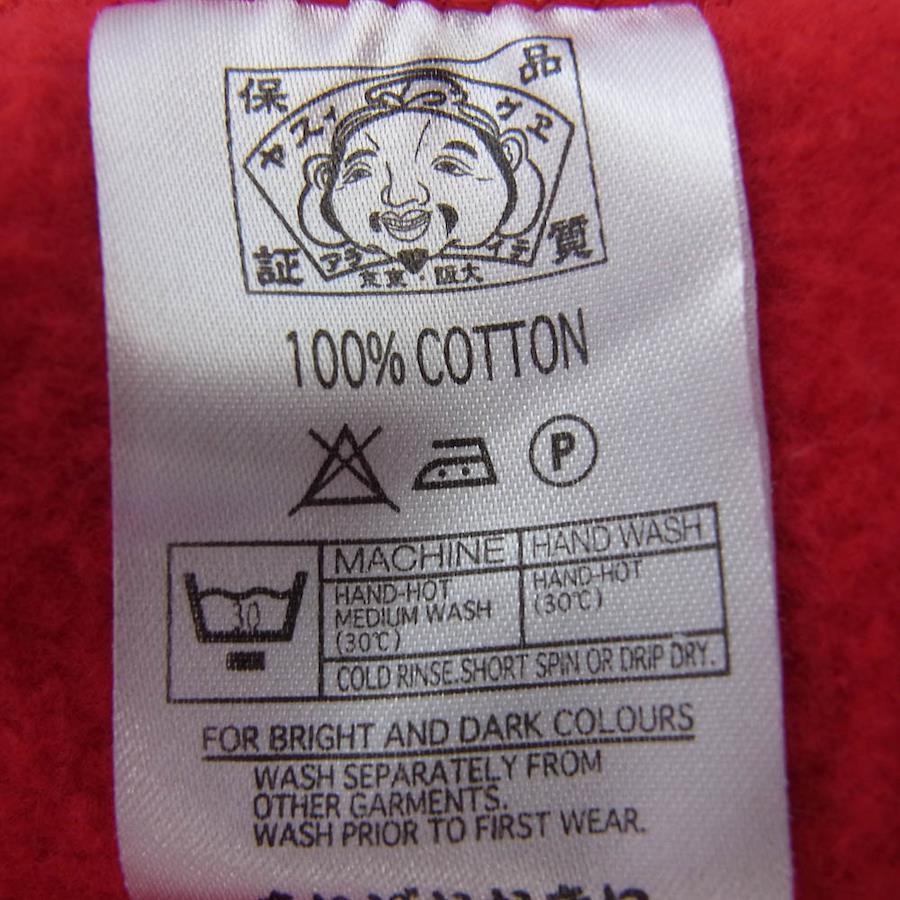 保 品
証 質
100% COTTON
P
30
MACHINE
HAND WASH
HAND-HOT
MEDIUM WASH
(30℃)
HAND-HOT
(30℃)
COLD RINSE.SHORT SPIN OR DRIP DRY.
FOR BRIGHT AND DARK COLOURS
WASH SEPARATELY FROM
OTHER GARMENTS.
WASH PRIOR TO FIRST WEAR.